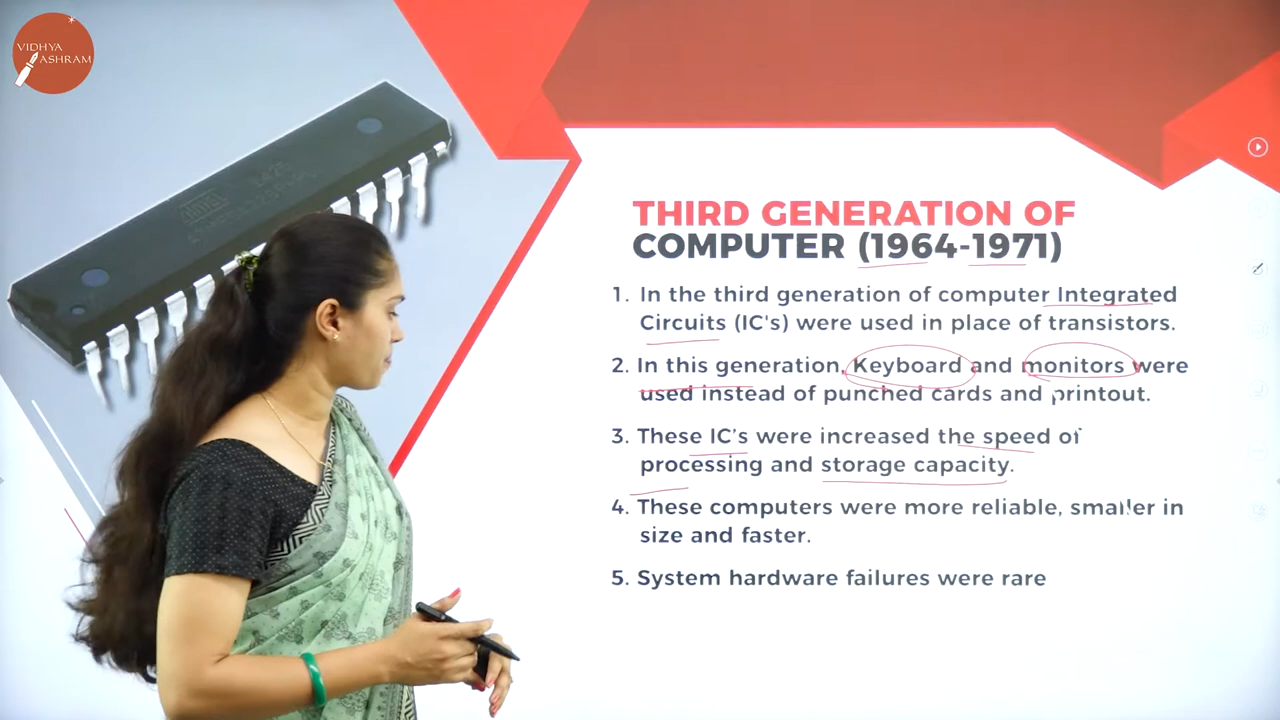 VIDHYA
ASHRAM
THIRD GENERATION OF
COMPUTER (1964-1971)
1. In the third generation of computer Integrated
Circuits (IC's) were used in place of transistors.
2. In this generation, Keyboard and monitors were
used instead of punched cards and printout.
3. These IC's were increased the speed of
processing and storage capacity.
4. These computers were more reliable, smaller in
size and faster.
5. System hardware failures were rare